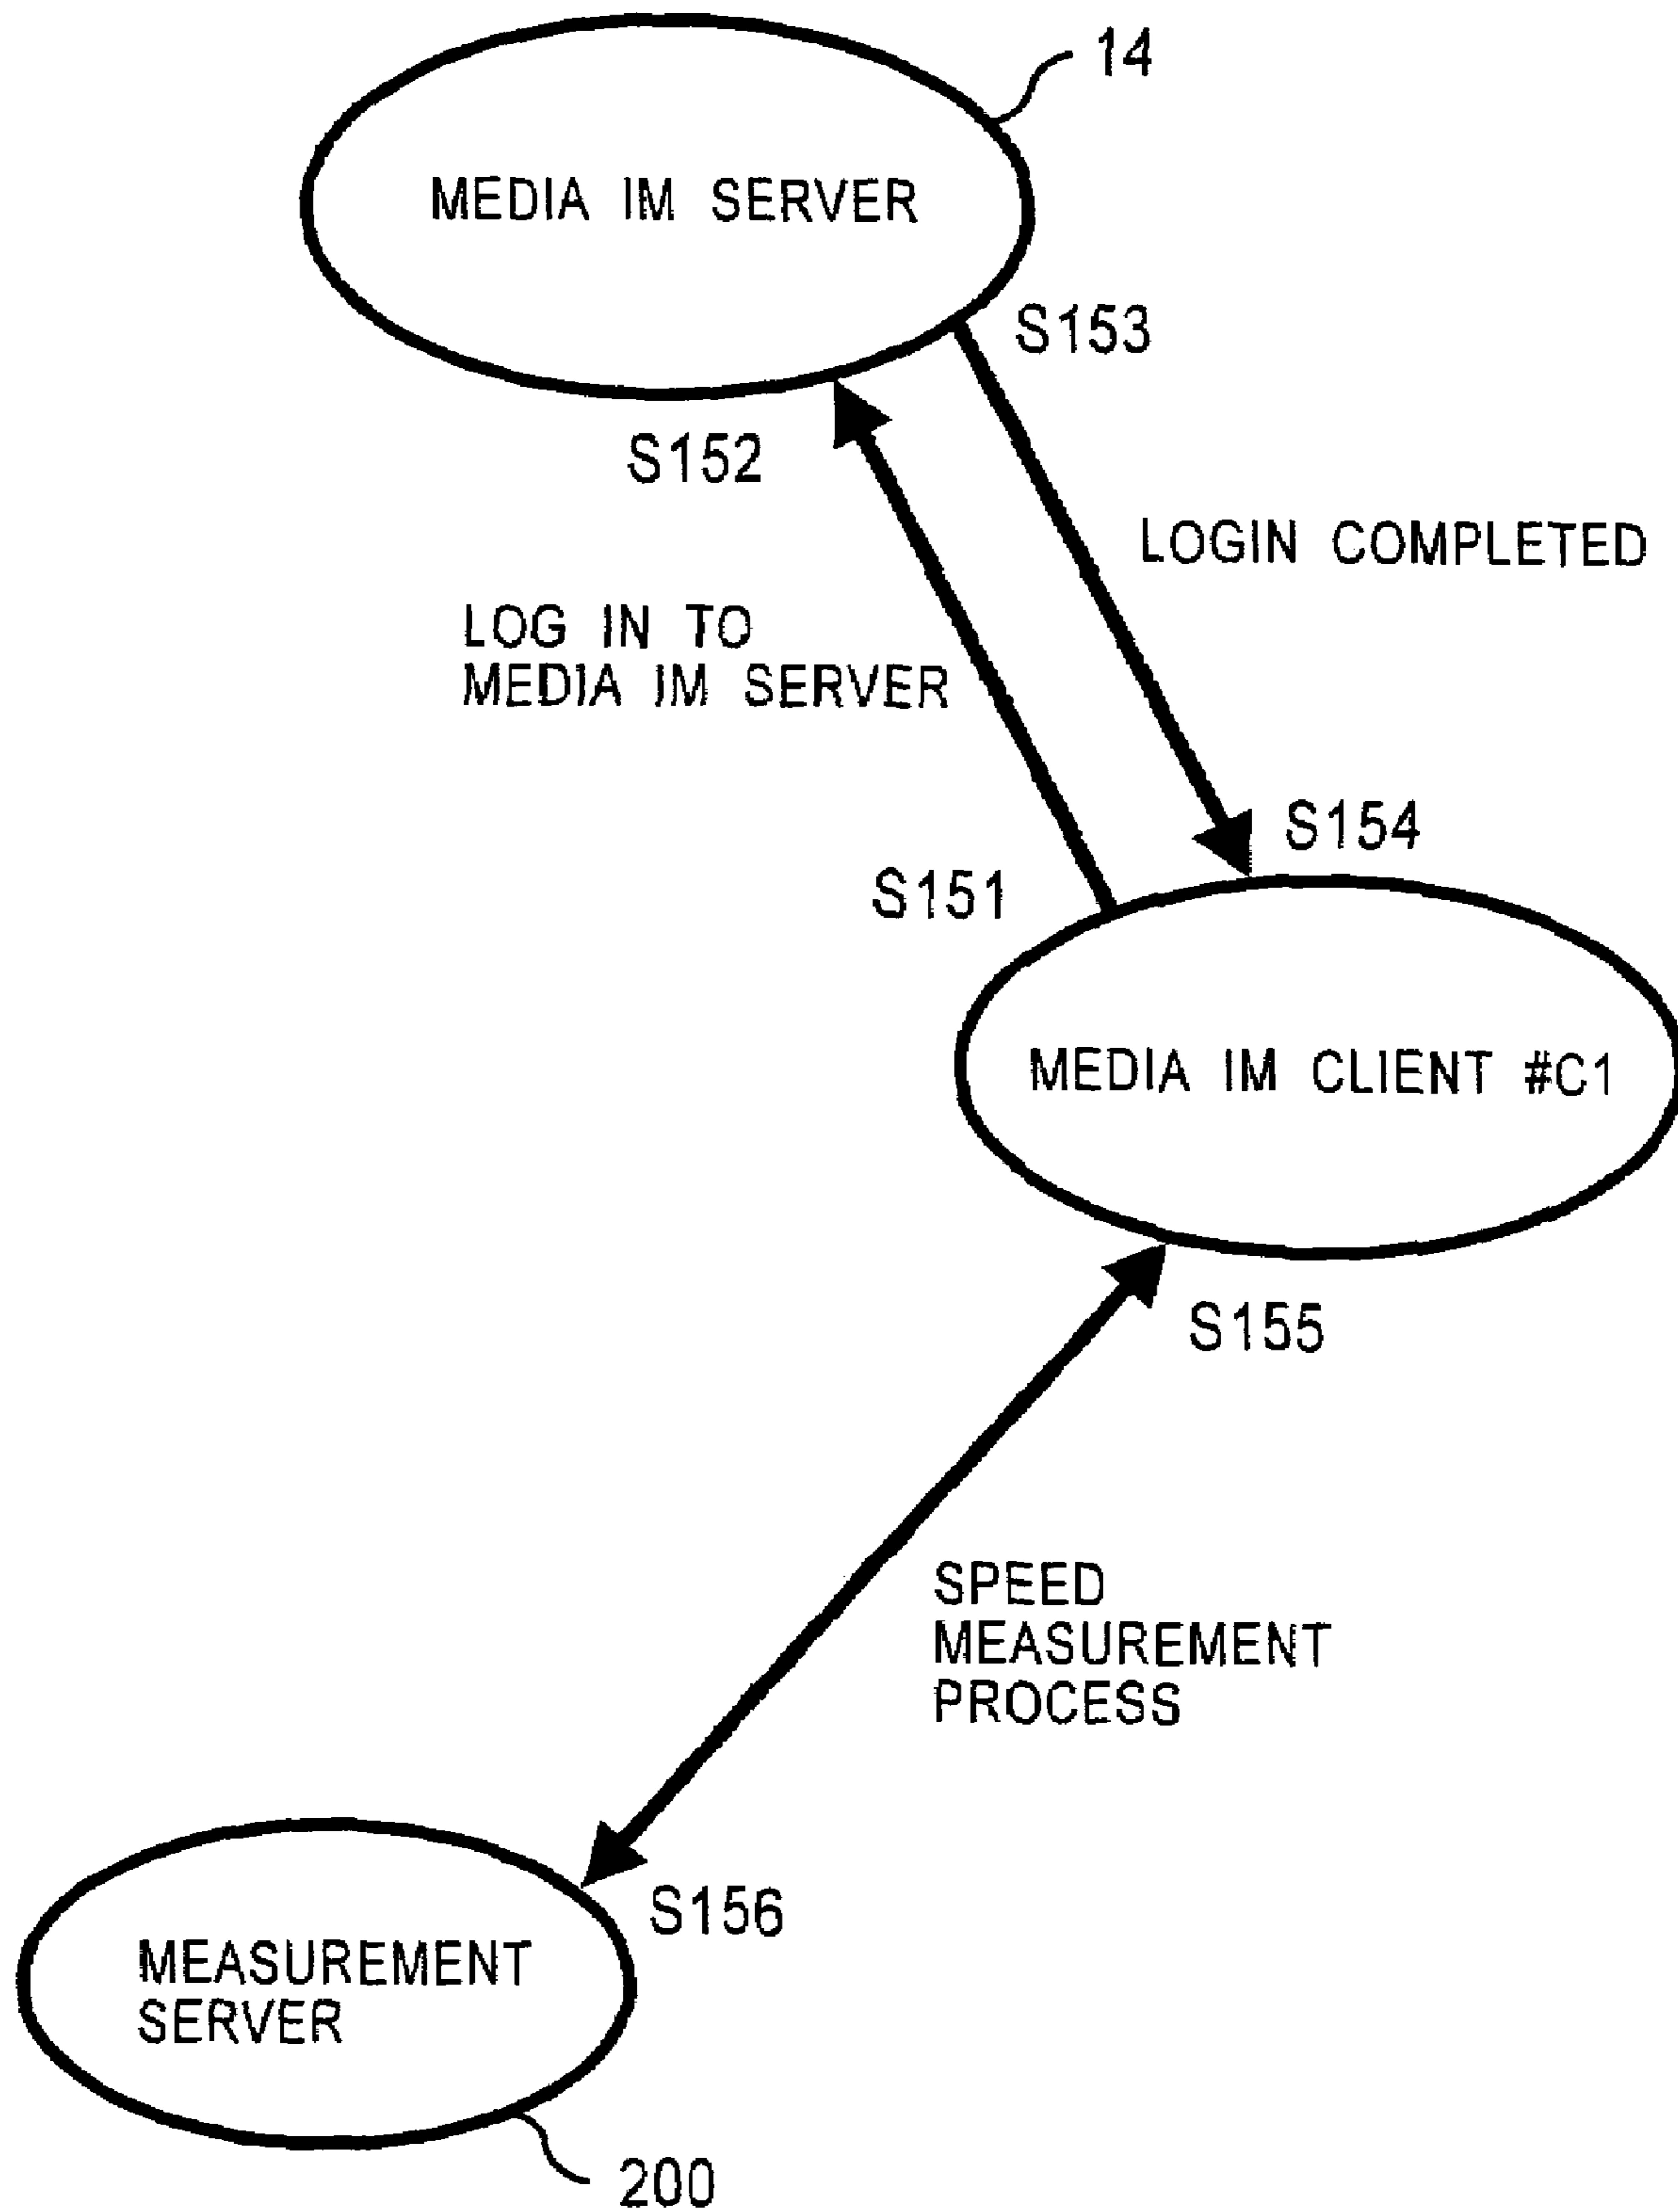 14
MEDIA IM SERVER
S153
S152
LOGIN COMPLETED
LOG IN TO
MEDIA IM SERVER
S154
S151
MEDIA IM CLIENT #C1
S155
SPEED
MEASUREMENT
PROCESS
S156
MEASUREMENT
SERVER
200